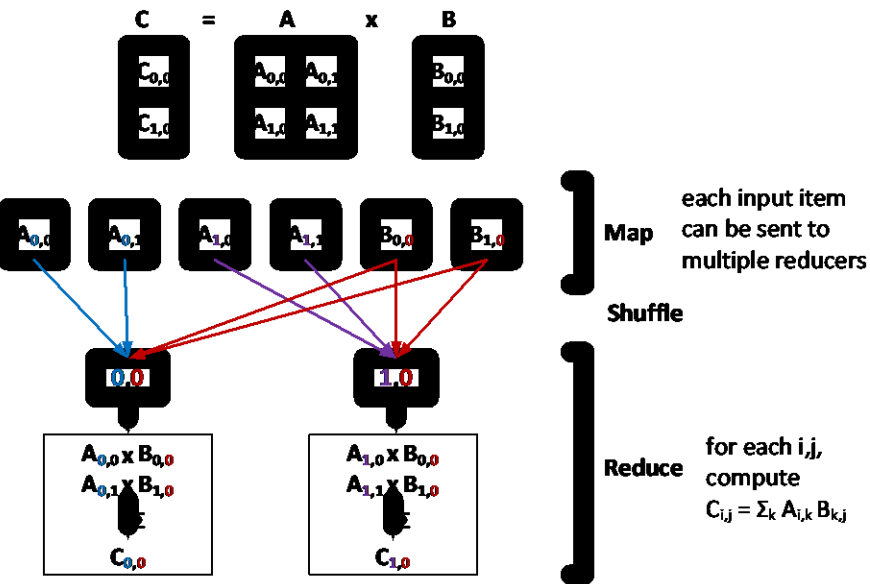 C = A x B
C0,0 A0,0 A0,1 B0,0
C1,0 A1,0 A1,1 B1,0
A0,0 A0,1 A1,0 A1,1 B0,0 B1,0
Map
each input item
can be sent to
multiple reducers
Shuffle
0,0 1,0
A0,0 x B0,0
A0,1 x B1,0
Σ
C0,0
A1,0 x B0,0
A1,1 x B1,0
Σ
C1,0
Reduce
for each i,j,
compute
Ci,j = Σk Ai,k Bk,j